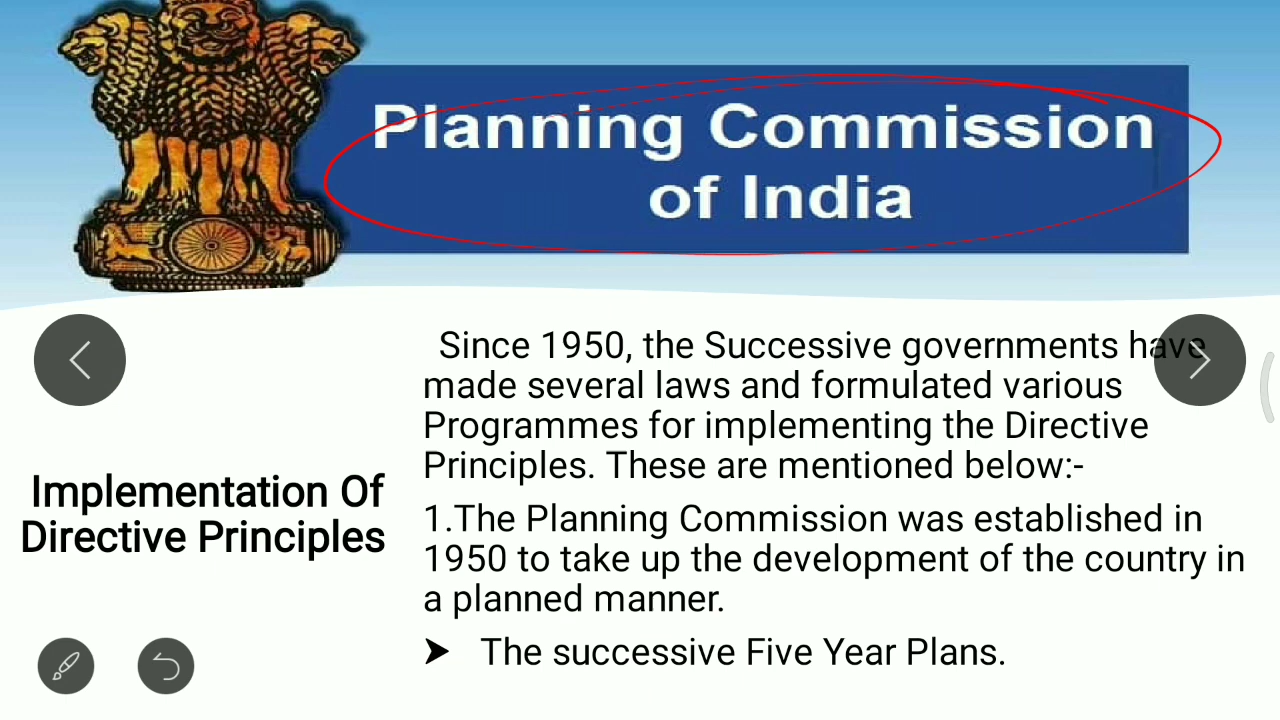 Planning Commission
of India
Implementation Of
Directive Principles
Since 1950, the Successive governments have
made several laws and formulated various
Programmes for implementing the Directive
Principles. These are mentioned below:-
1.The Planning Commission was established in
1950 to take up the development of the country in
a planned manner.
➤ The successive Five Year Plans.